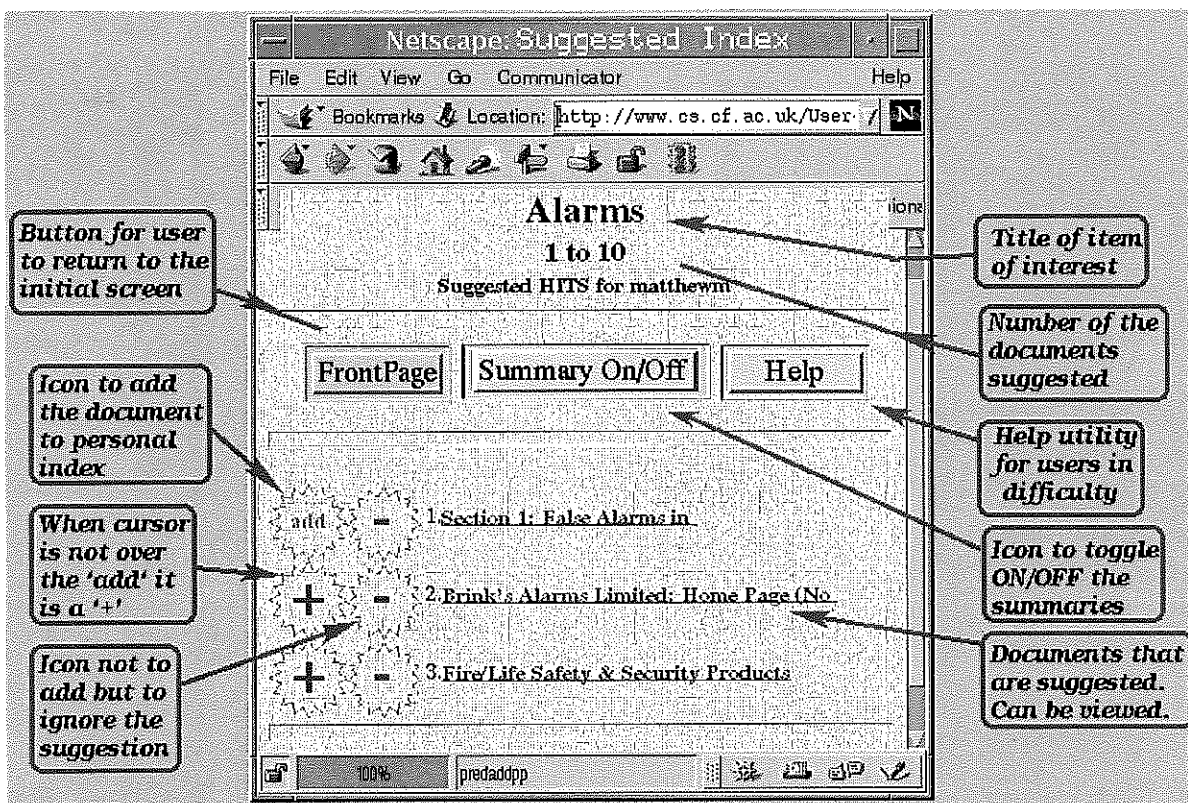 Netscape: Suggested Index
File Edit View Go Communicator Help
Bookmarks Location: http://www.cs.cf.ac.uk/User- / N
Alarms
1 to 10
Suggested HITS for matthewm
FrontPage Summary On/Off Help
add - 1. Section 1: False Alarms in
+ - 2. Brink's Alarms Limited: Home Page (No
+ - 3. Fire/Life Safety & Security Products
100% predaddpp
Button for user
to return to the
initial screen
Icon to add
the document
to personal
index
When cursor
is not over
the 'add' it
is a '+'
Icon not to
add but to
ignore the
suggestion
Title of item
of interest
Number of the
documents
suggested
Help utility
for users in
difficulty
Icon to toggle
ON/OFF the
summaries
Documents that
are suggested.
Can be viewed.